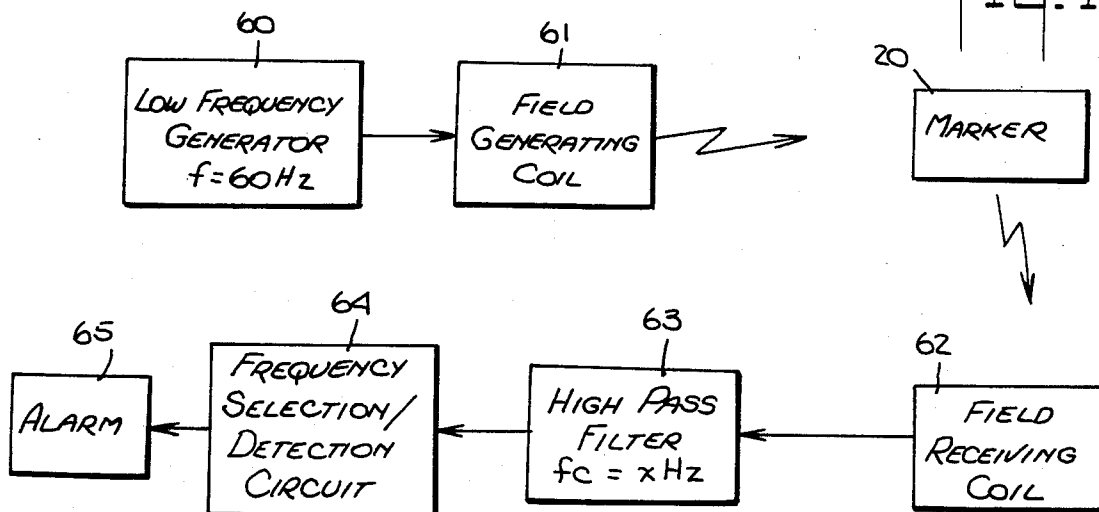 60
61
20
LOW FREQUENCY
GENERATOR
f=60Hz
FIELD
GENERATING
COIL
MARKER
65
64
63
62
ALARM
FREQUENCY
SELECTION/
DETECTION
CIRCUIT
HIGH PASS
FILTER
fc = xHz
FIELD
RECEIVING
COIL